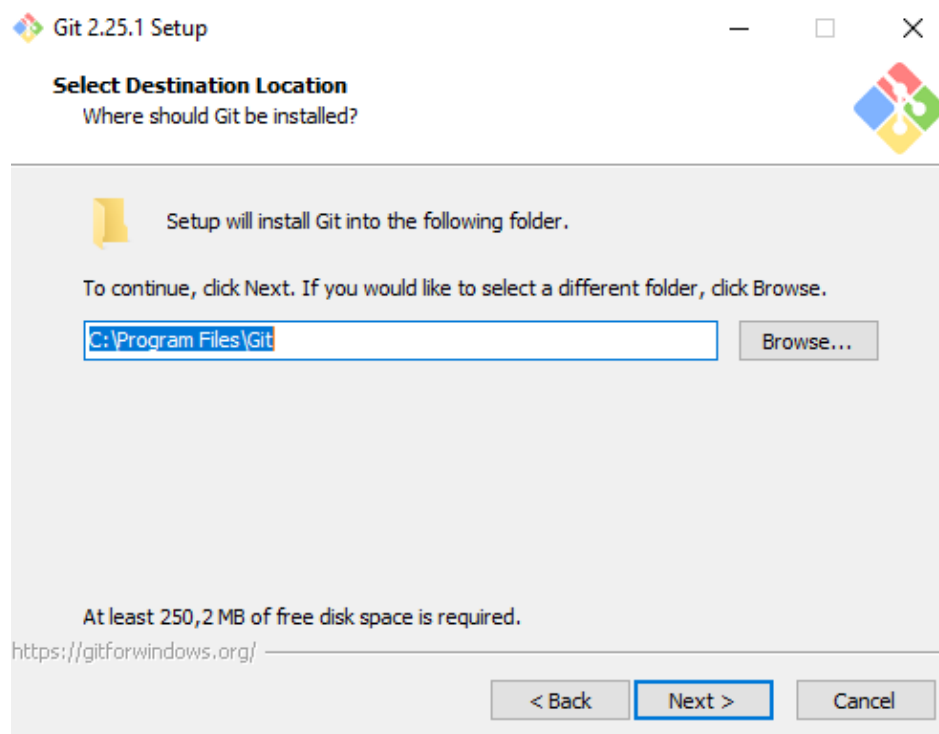 Git 2.25.1 Setup
Select Destination Location
Where should Git be installed?
Setup will install Git into the following folder.
To continue, click Next. If you would like to select a different folder, click Browse.
C:\Program Files\Git
Browse...
At least 250,2 MB of free disk space is required.
https://gitforwindows.org/
< Back
Next >
Cancel